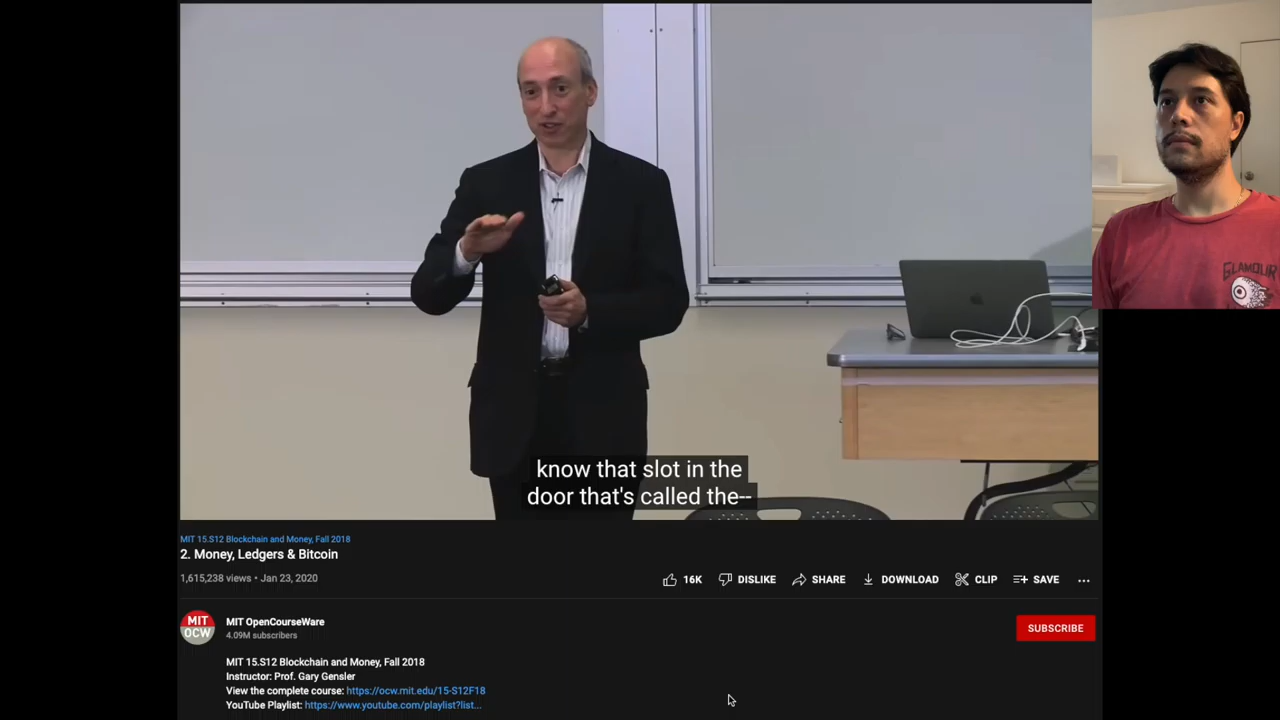 GLAMOUR
know that slot in the
door that's called the--
MIT 15.S12 Blockchain and Money, Fall 2018
2. Money, Ledgers & Bitcoin
1,615,238 views • Jan 23, 2020
16K DISLIKE SHARE DOWNLOAD CLIP SAVE ...
MIT OCW
MIT OpenCourseWare
4.09M subscribers
SUBSCRIBE
MIT 15.S12 Blockchain and Money, Fall 2018
Instructor: Prof. Gary Gensler
View the complete course: https://ocw.mit.edu/15-S12F18
YouTube Playlist: https://www.youtube.com/playlist?list...